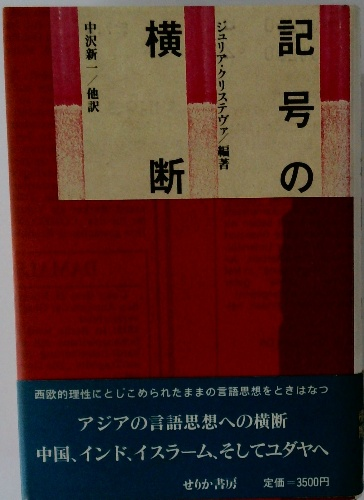 記号の
横断
ジュリア・クリステヴァ/編著
中沢新一/他訳
西欧的理性にとじこめられたままの言語思想をときはなつ
アジアの言語思想への横断
中国、インド、イスラーム、そしてユダヤへ
せりか書房
定価=3500円